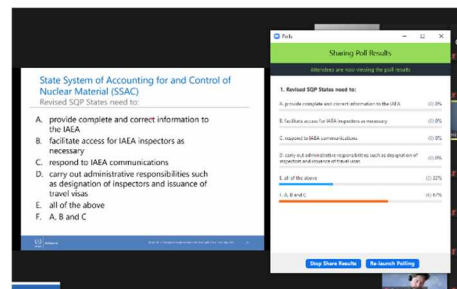 State System of Accounting for and Control of
Nuclear Material (SSAC)
Revised SQP States need to:
A. provide complete and correct information to
the IAEA
B. facilitate access for IAEA inspectors as
necessary
C. respond to IAEA communications
D. carry out administrative responsibilities such
as designation of inspectors and issuance of
travel visas
E. all of the above
F. A, B and C
Polls
Sharing Poll Results
Attendees are now viewing the poll results
1. Revised SQP States need to:
A. provide complete and correct information to the IAEA
(0) 0%
B. facilitate access for IAEA inspectors as necessary
(0) 0%
C. respond to IAEA communications
(0) 0%
D. carry out administrative responsibilities such as designation of
inspectors and issuance of travel visas
(0) 0%
E. all of the above
F. A, B and C
Stop Share Results
Re-launch Polling